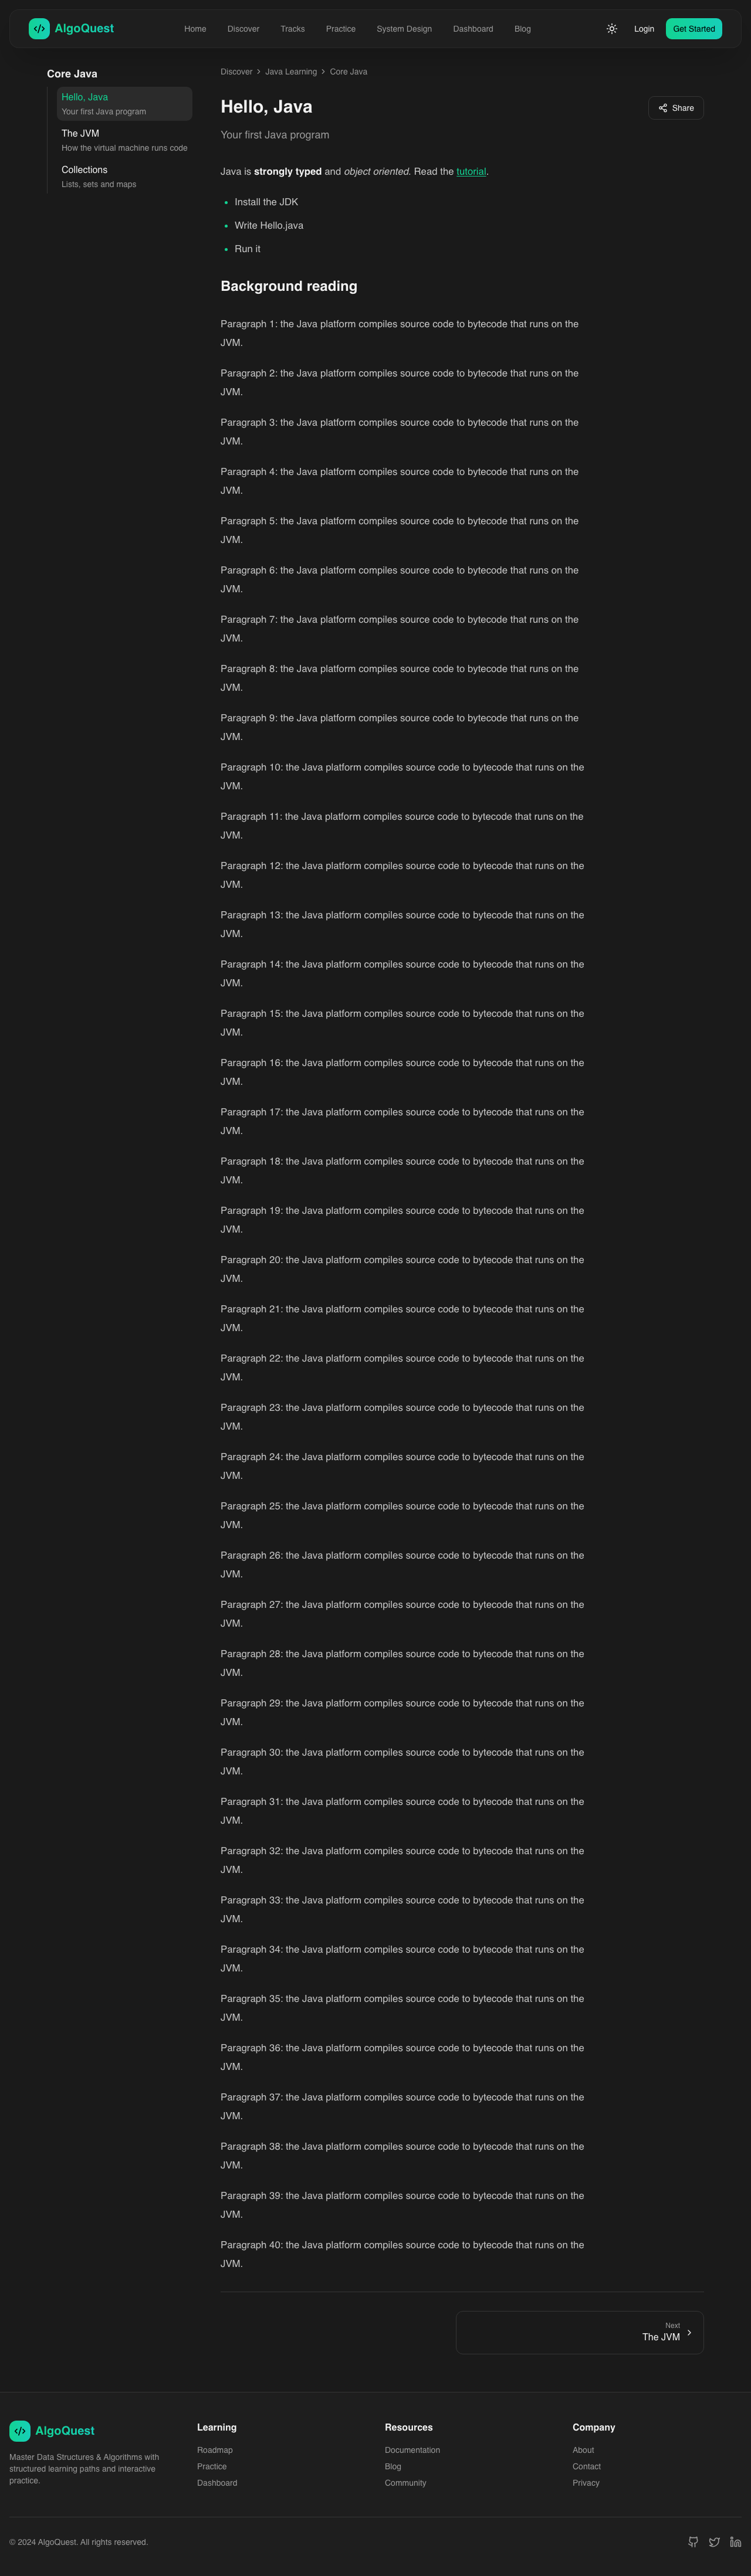 AlgoQuest
Home Discover Tracks Practice System Design Dashboard Blog
Login Get Started
Core Java
Hello, Java
Your first Java program
The JVM
How the virtual machine runs code
Collections
Lists, sets and maps
Discover > Java Learning > Core Java
Hello, Java
Share
Your first Java program
Java is strongly typed and object oriented. Read the tutorial.
• Install the JDK
• Write Hello.java
• Run it
Background reading
Paragraph 1: the Java platform compiles source code to bytecode that runs on the
JVM.
Paragraph 2: the Java platform compiles source code to bytecode that runs on the
JVM.
Paragraph 3: the Java platform compiles source code to bytecode that runs on the
JVM.
Paragraph 4: the Java platform compiles source code to bytecode that runs on the
JVM.
Paragraph 5: the Java platform compiles source code to bytecode that runs on the
JVM.
Paragraph 6: the Java platform compiles source code to bytecode that runs on the
JVM.
Paragraph 7: the Java platform compiles source code to bytecode that runs on the
JVM.
Paragraph 8: the Java platform compiles source code to bytecode that runs on the
JVM.
Paragraph 9: the Java platform compiles source code to bytecode that runs on the
JVM.
Paragraph 10: the Java platform compiles source code to bytecode that runs on the
JVM.
Paragraph 11: the Java platform compiles source code to bytecode that runs on the
JVM.
Paragraph 12: the Java platform compiles source code to bytecode that runs on the
JVM.
Paragraph 13: the Java platform compiles source code to bytecode that runs on the
JVM.
Paragraph 14: the Java platform compiles source code to bytecode that runs on the
JVM.
Paragraph 15: the Java platform compiles source code to bytecode that runs on the
JVM.
Paragraph 16: the Java platform compiles source code to bytecode that runs on the
JVM.
Paragraph 17: the Java platform compiles source code to bytecode that runs on the
JVM.
Paragraph 18: the Java platform compiles source code to bytecode that runs on the
JVM.
Paragraph 19: the Java platform compiles source code to bytecode that runs on the
JVM.
Paragraph 20: the Java platform compiles source code to bytecode that runs on the
JVM.
Paragraph 21: the Java platform compiles source code to bytecode that runs on the
JVM.
Paragraph 22: the Java platform compiles source code to bytecode that runs on the
JVM.
Paragraph 23: the Java platform compiles source code to bytecode that runs on the
JVM.
Paragraph 24: the Java platform compiles source code to bytecode that runs on the
JVM.
Paragraph 25: the Java platform compiles source code to bytecode that runs on the
JVM.
Paragraph 26: the Java platform compiles source code to bytecode that runs on the
JVM.
Paragraph 27: the Java platform compiles source code to bytecode that runs on the
JVM.
Paragraph 28: the Java platform compiles source code to bytecode that runs on the
JVM.
Paragraph 29: the Java platform compiles source code to bytecode that runs on the
JVM.
Paragraph 30: the Java platform compiles source code to bytecode that runs on the
JVM.
Paragraph 31: the Java platform compiles source code to bytecode that runs on the
JVM.
Paragraph 32: the Java platform compiles source code to bytecode that runs on the
JVM.
Paragraph 33: the Java platform compiles source code to bytecode that runs on the
JVM.
Paragraph 34: the Java platform compiles source code to bytecode that runs on the
JVM.
Paragraph 35: the Java platform compiles source code to bytecode that runs on the
JVM.
Paragraph 36: the Java platform compiles source code to bytecode that runs on the
JVM.
Paragraph 37: the Java platform compiles source code to bytecode that runs on the
JVM.
Paragraph 38: the Java platform compiles source code to bytecode that runs on the
JVM.
Paragraph 39: the Java platform compiles source code to bytecode that runs on the
JVM.
Paragraph 40: the Java platform compiles source code to bytecode that runs on the
JVM.
Next
The JVM
AlgoQuest
Master Data Structures & Algorithms with
structured learning paths and interactive
practice.
Learning
Roadmap
Practice
Dashboard
Resources
Documentation
Blog
Community
Company
About
Contact
Privacy
© 2024 AlgoQuest. All rights reserved.